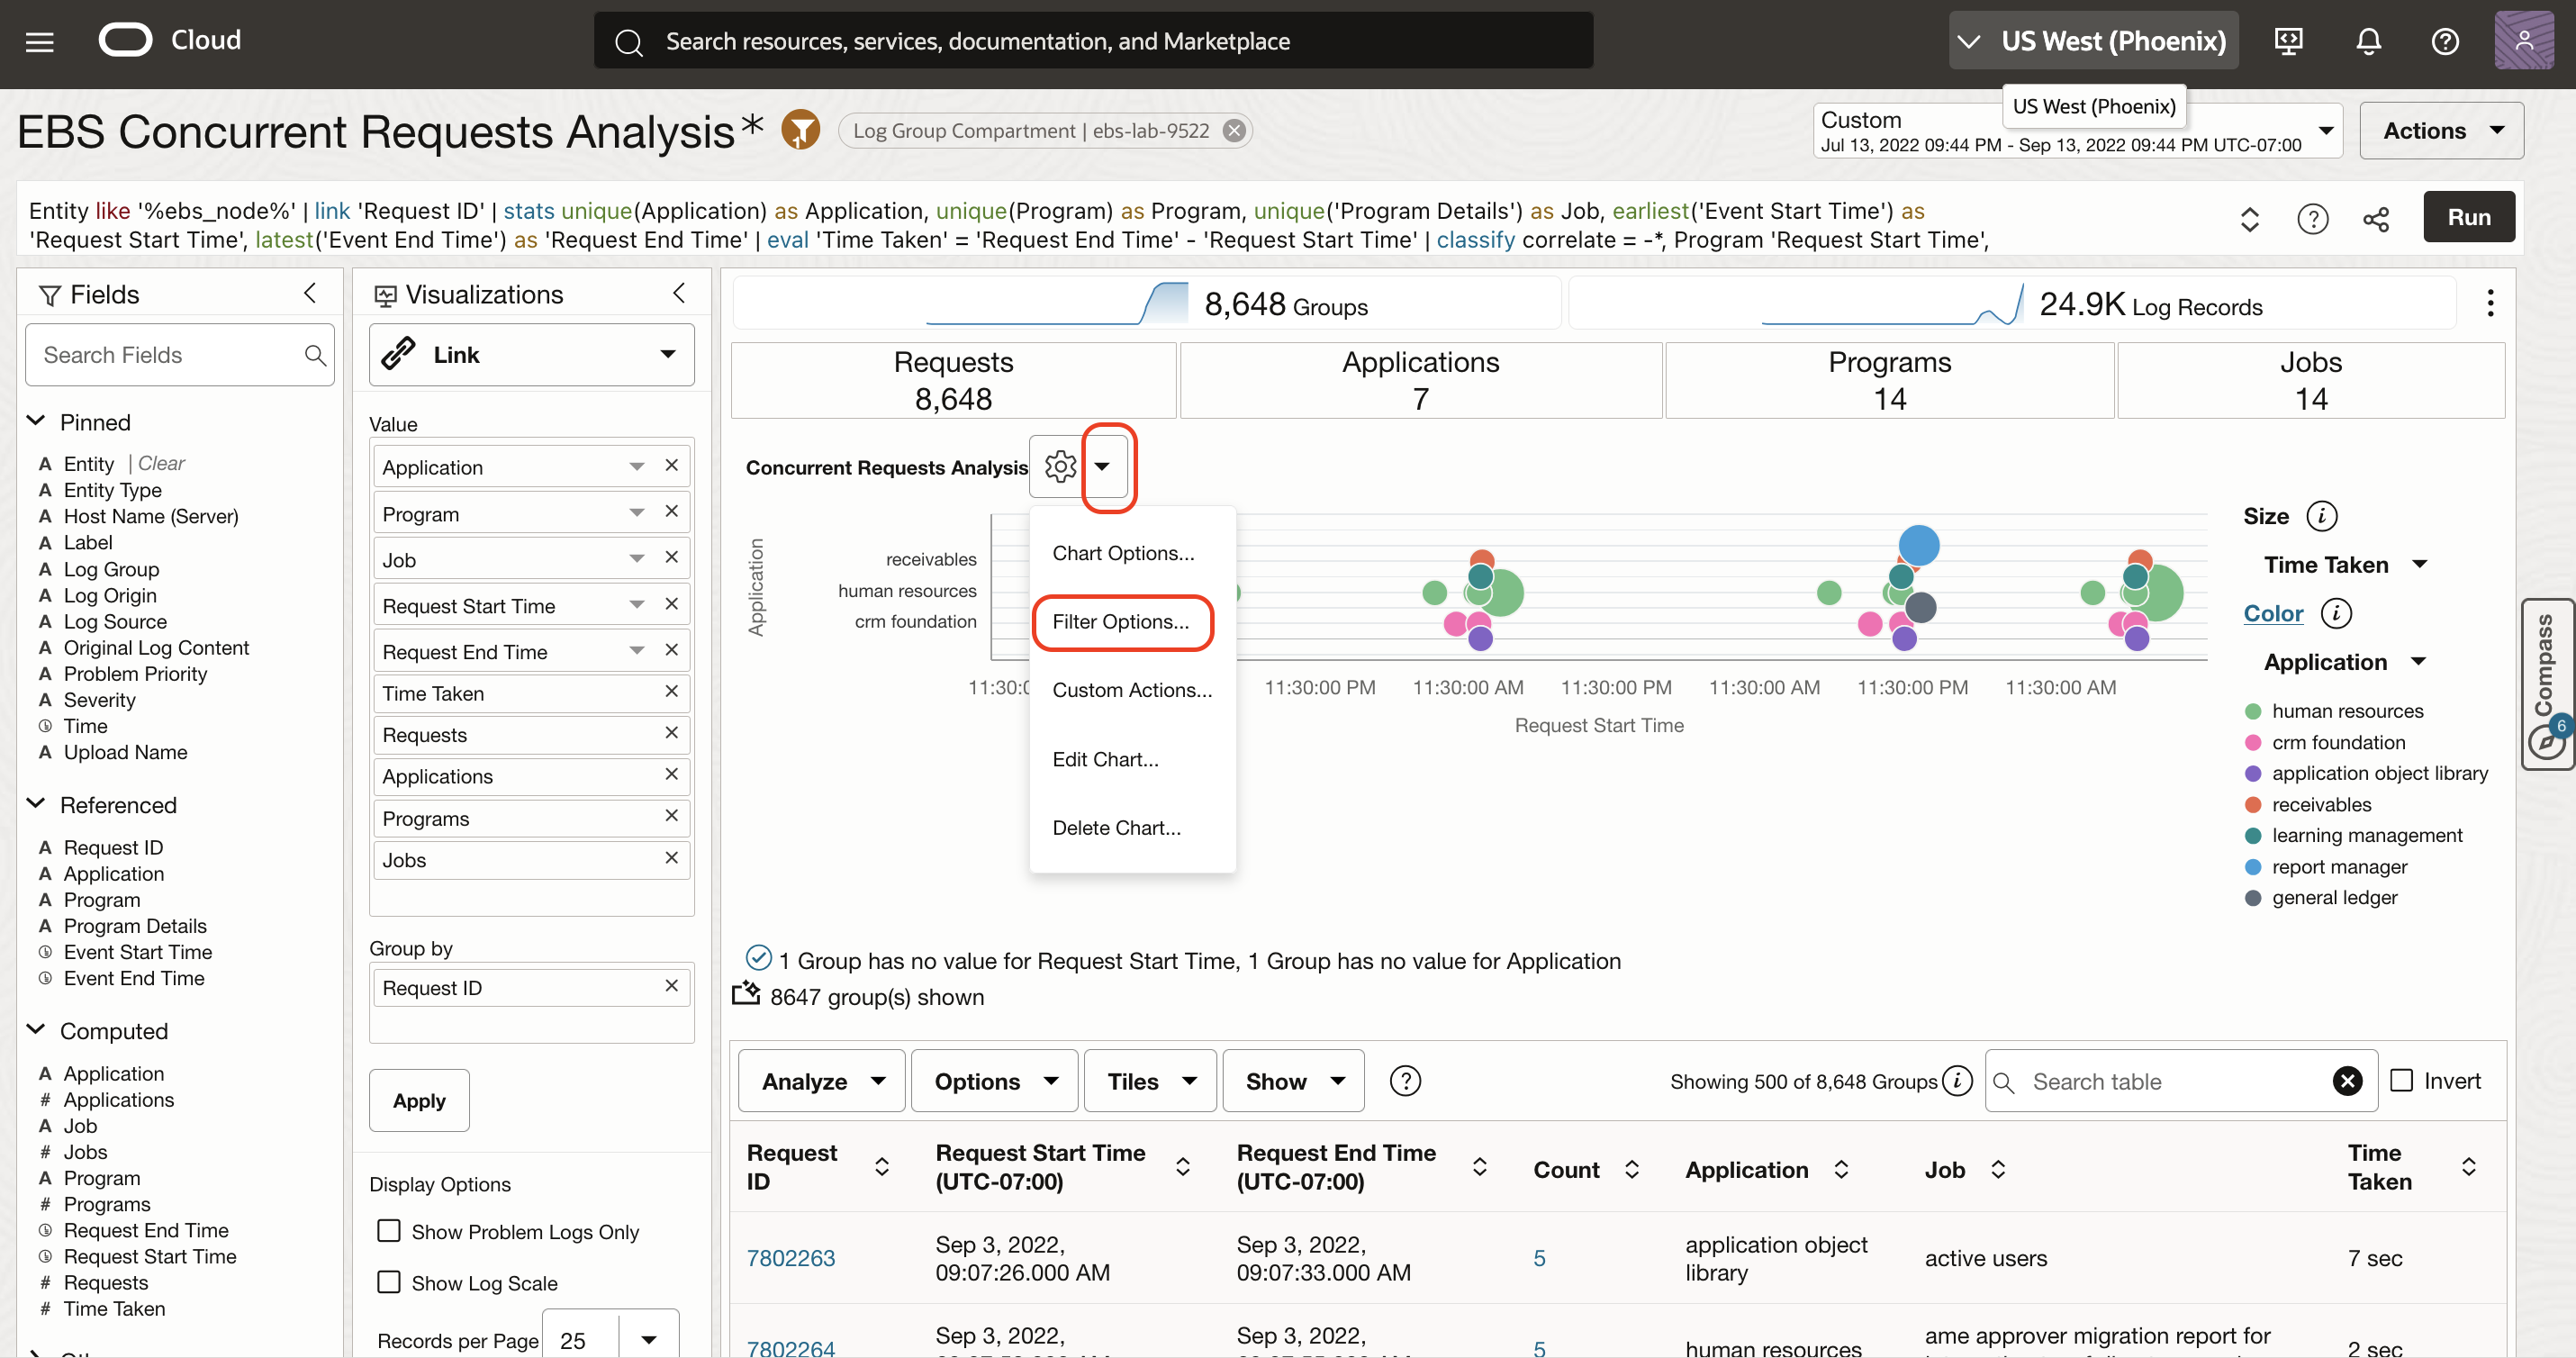 Cloud
Search resources, services, documentation, and Marketplace
US West (Phoenix)
EBS Concurrent Requests Analysis*
1
Log Group Compartment | ebs-lab-9522
Custom
US West (Phoenix)
Jul 13, 2022 09:44 PM - Sep 13, 2022 09:44 PM UTC-07:00
Actions
Entity like '%ebs_node%' | link 'Request ID' | stats unique(Application) as Application, unique(Program) as Program, unique('Program Details') as Job, earliest('Event Start Time') as
'Request Start Time', latest('Event End Time') as 'Request End Time' | eval 'Time Taken' = 'Request End Time' - 'Request Start Time' | classify correlate = -*, Program 'Request Start Time',
Run
Fields
Search Fields
Pinned
A Entity | Clear
A Entity Type
A Host Name (Server)
A Label
A Log Group
A Log Origin
A Log Source
A Original Log Content
A Problem Priority
A Severity
Time
A Upload Name
Referenced
A Request ID
A Application
A Program
A Program Details
Event Start Time
Event End Time
Computed
A Application
# Applications
A Job
# Jobs
A Program
# Programs
Request End Time
Request Start Time
# Requests
# Time Taken
Visualizations
Link
Value
Application
Program
Job
Request Start Time
Request End Time
Time Taken
Requests
Applications
Programs
Jobs
Group by
Request ID
Apply
Display Options
Show Problem Logs Only
Show Log Scale
Records per Page 25
8,648 Groups
24.9K Log Records
Requests
8,648
Applications
7
Programs
14
Jobs
14
Concurrent Requests Analysis
Chart Options...
Filter Options...
Custom Actions...
Edit Chart...
Delete Chart...
Application
receivables
human resources
crm foundation
11:30:0
11:30:00 PM
11:30:00 AM
11:30:00 PM
11:30:00 AM
11:30:00 PM
11:30:00 AM
Request Start Time
Size
Time Taken
Color
Application
human resources
crm foundation
application object library
receivables
learning management
report manager
general ledger
Compass
6
1 Group has no value for Request Start Time, 1 Group has no value for Application
8647 group(s) shown
Analyze
Options
Tiles
Show
Showing 500 of 8,648 Groups
Search table
Invert
Request ID
Request Start Time (UTC-07:00)
Request End Time (UTC-07:00)
Count
Application
Job
Time Taken
7802263
Sep 3, 2022, 09:07:26.000 AM
Sep 3, 2022, 09:07:33.000 AM
5
application object library
active users
7 sec
7802264
Sep 3, 2022,
Sep 3, 2022,
5
human resources
ame approver migration report for
2 sec